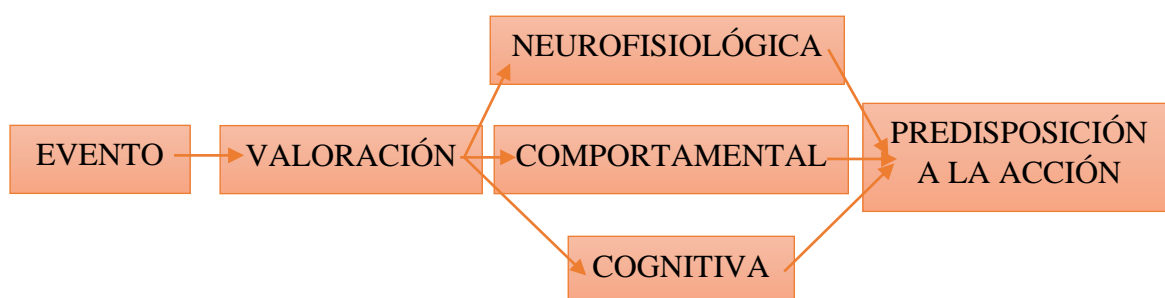 EVENTO
VALORACIÓN
NEUROFISIOLÓGICA
COMPORTAMENTAL
COGNITIVA
PREDISPOSICIÓN
A LA ACCIÓN